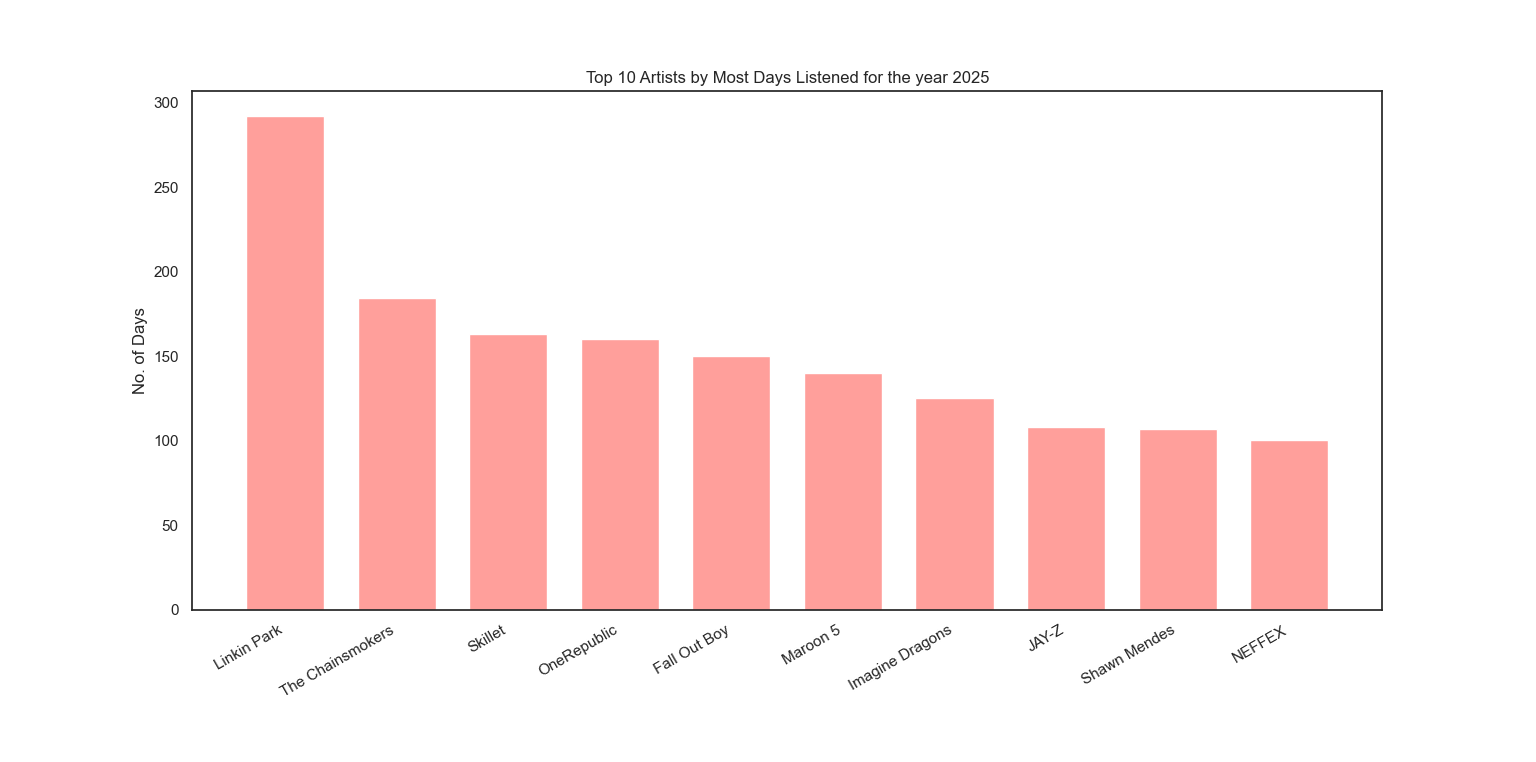 Top 10 Artists by Most Days Listened for the year 2025
300
250
200
150
100
50
0
No. of Days
Linkin Park
The Chainsmokers
Skillet
OneRepublic
Fall Out Boy
Maroon 5
Imagine Dragons
JAY-Z
Shawn Mendes
NEFFEX